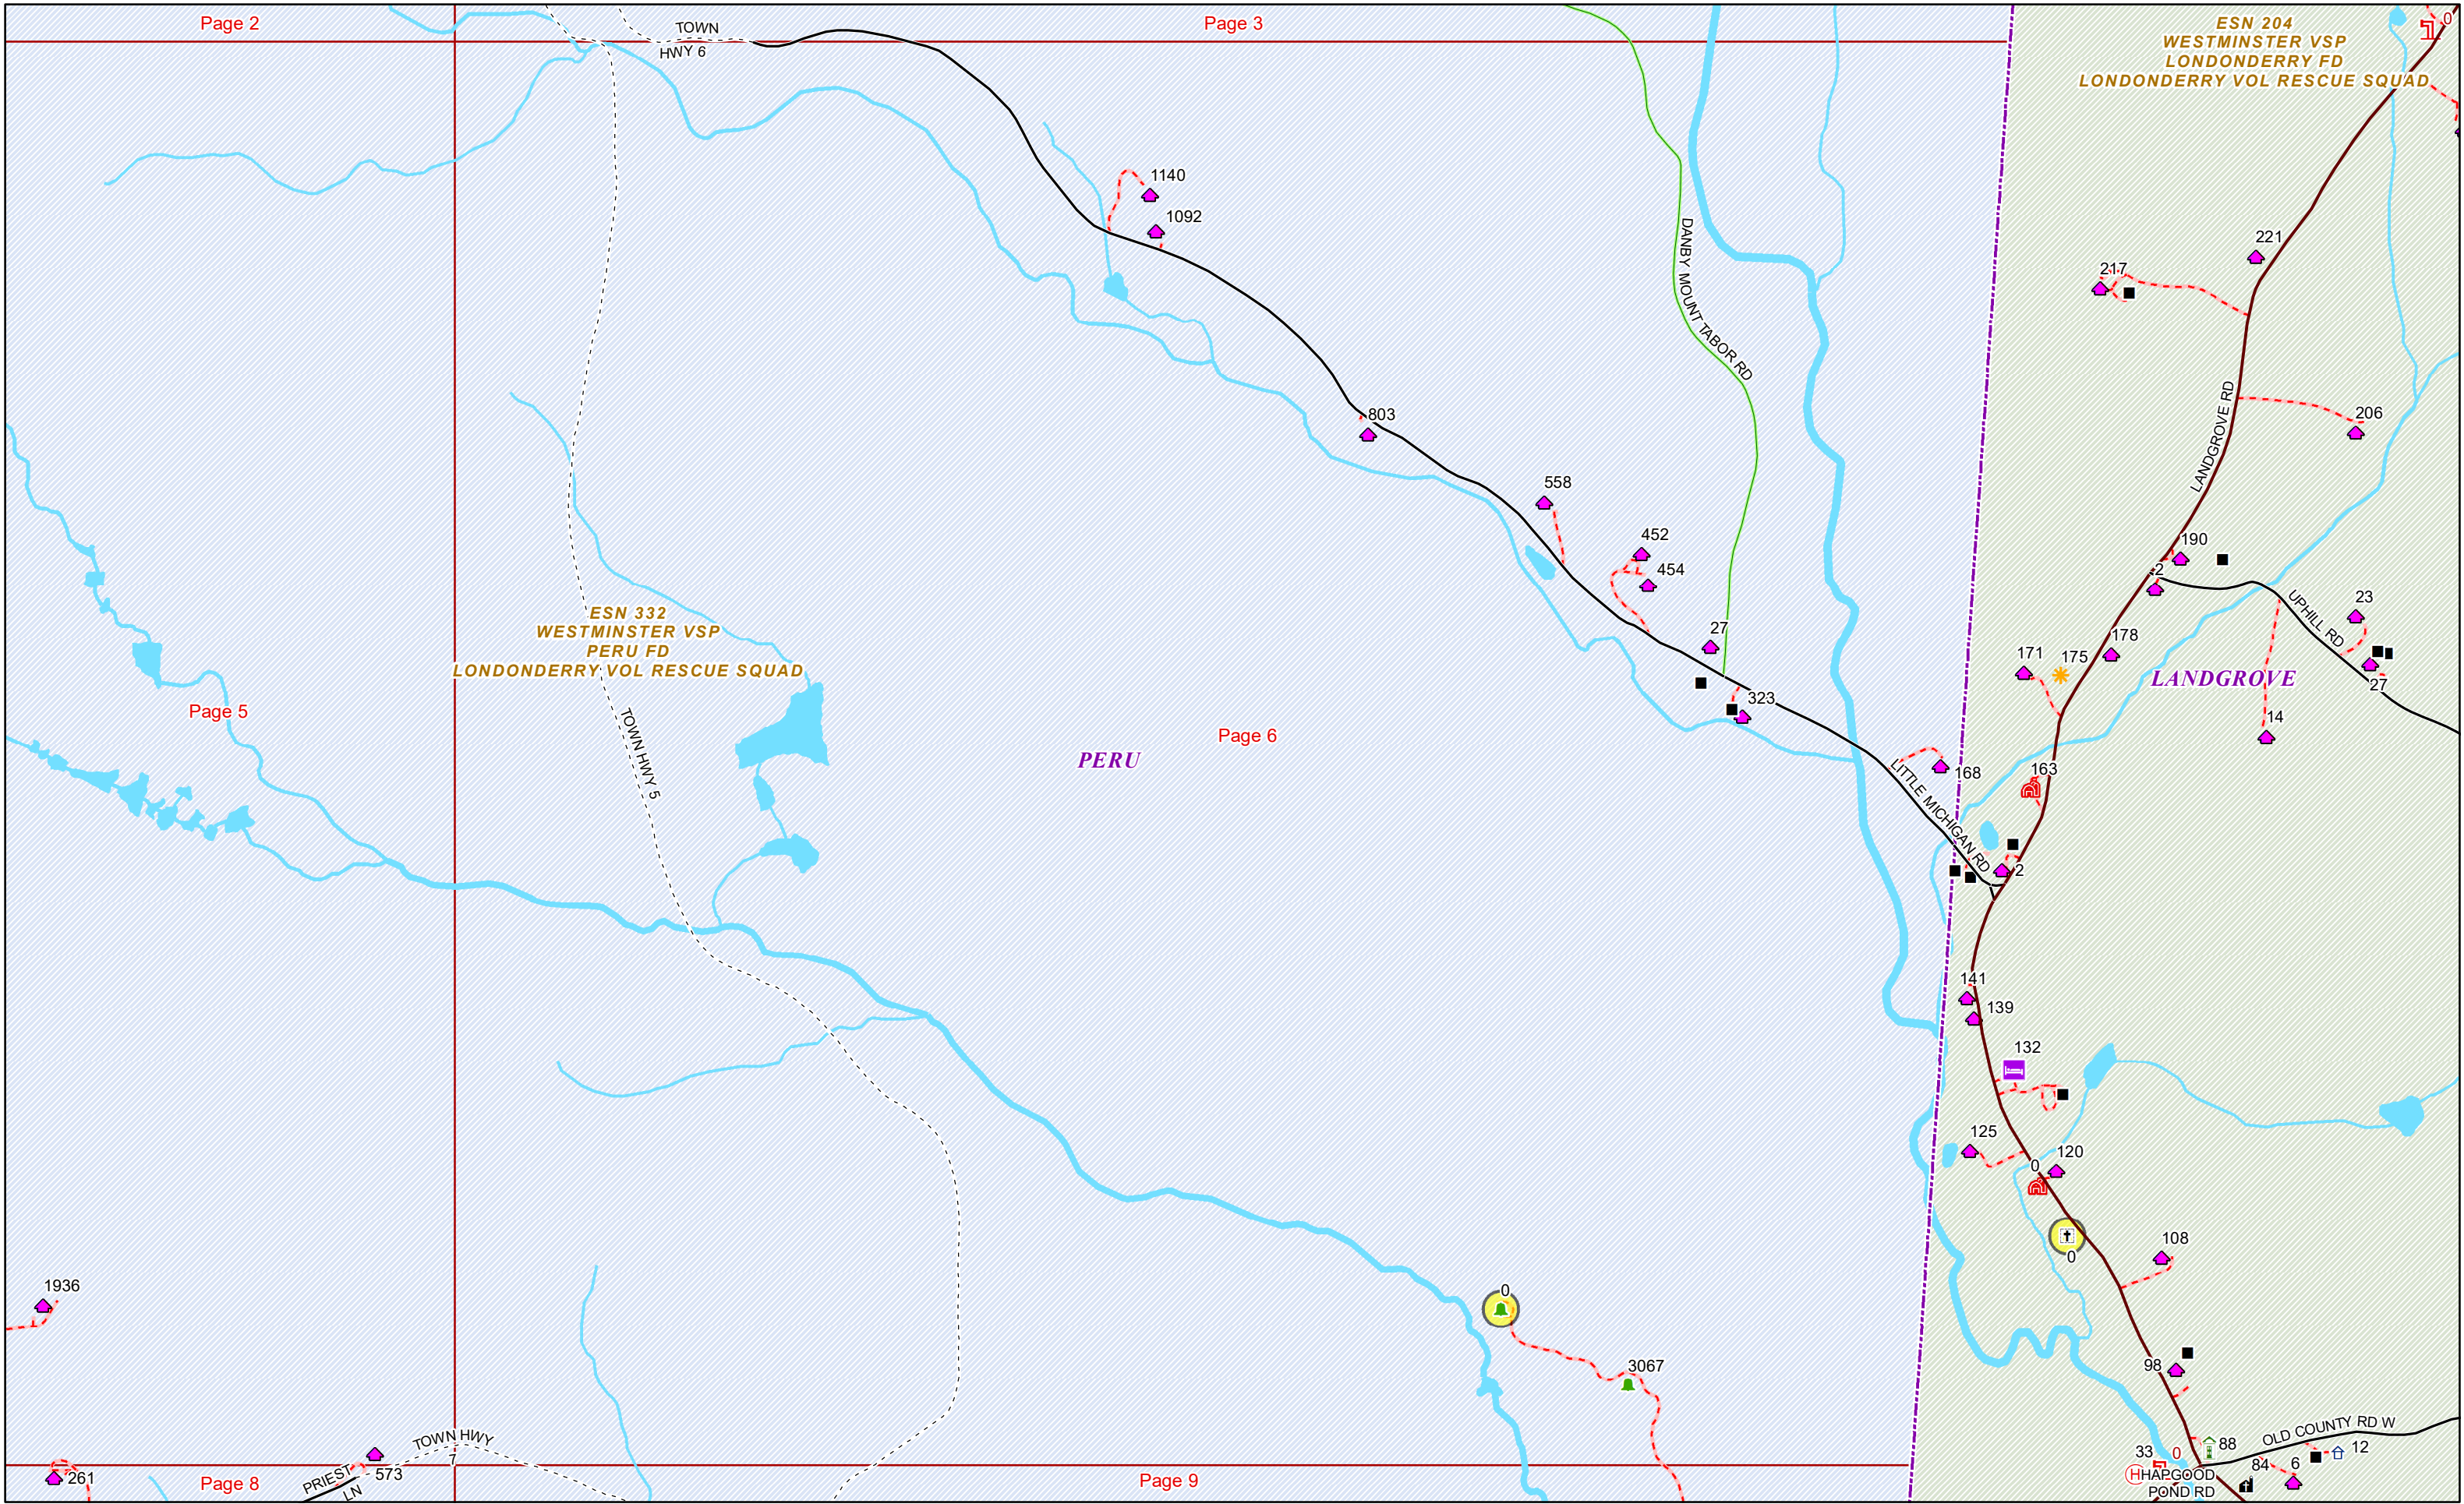 Page 2
TOWN
HWY 6
Page 3
ESN 204
WESTMINSTER VSP
LONDONDERRY FD
LONDONDERRY VOL RESCUE SQUAD
0
1140
1092
DANBY MOUNT TABOR RD
221
217
LANDGROVE RD
206
803
558
452
454
190
2
UPHILL RD
23
27
178
171
175
LANDGROVE
27
14
ESN 332
WESTMINSTER VSP
PERU FD
LONDONDERRY VOL RESCUE SQUAD
Page 5
TOWN HWY 5
PERU
Page 6
323
168
LITTLE MICHIGAN RD
163
2
141
139
132
125
120
0
0
108
1936
0
3067
98
261
PRIEST
LN
573
TOWN HWY
7
Page 8
Page 9
OLD COUNTY RD W
33
0
88
12
84
6
H
HAPGOOD
POND RD